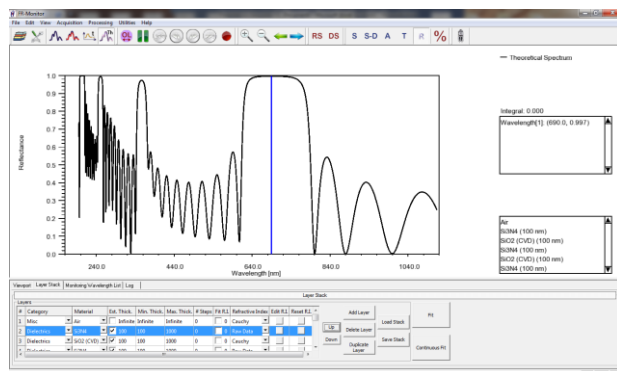 FR-Monitor
File Edit View Acquisition Processing Utilities Help
RS DS S S-D A T R %
Theoretical Spectrum
1.0
0.9
0.8
0.7
0.6
0.5
0.4
0.3
0.2
0.1
0.0
Reflectance
240.0 440.0 640.0 840.0 1040.0
Wavelength [nm]
Integral: 0.000
Wavelength[1]: (690.0, 0.997)
Air
Si3N4 (100 nm)
SiO2 (CVD) (100 nm)
Si3N4 (100 nm)
SiO2 (CVD) (100 nm)
Si3N4 (100 nm)
Viewport Layer Stack Monitoring Wavelength List Log
Layer Stack
Layers
# Category Material Est. Thick. Min. Thick. Max. Thick. # Steps Fit R.I. Refractive Index Edit R.I. Reset R.I.
1 Misc Air Infinite Infinite Infinite 0 0 Cauchy
2 Dielectrics Si3N4 100 100 1000 0 0 Raw Data
3 Dielectrics SiO2 (CVD) 100 100 1000 0 0 Cauchy
Up
Down
Add Layer
Delete Layer
Duplicate Layer
Load Stack
Save Stack
Fit
Continuous Fit